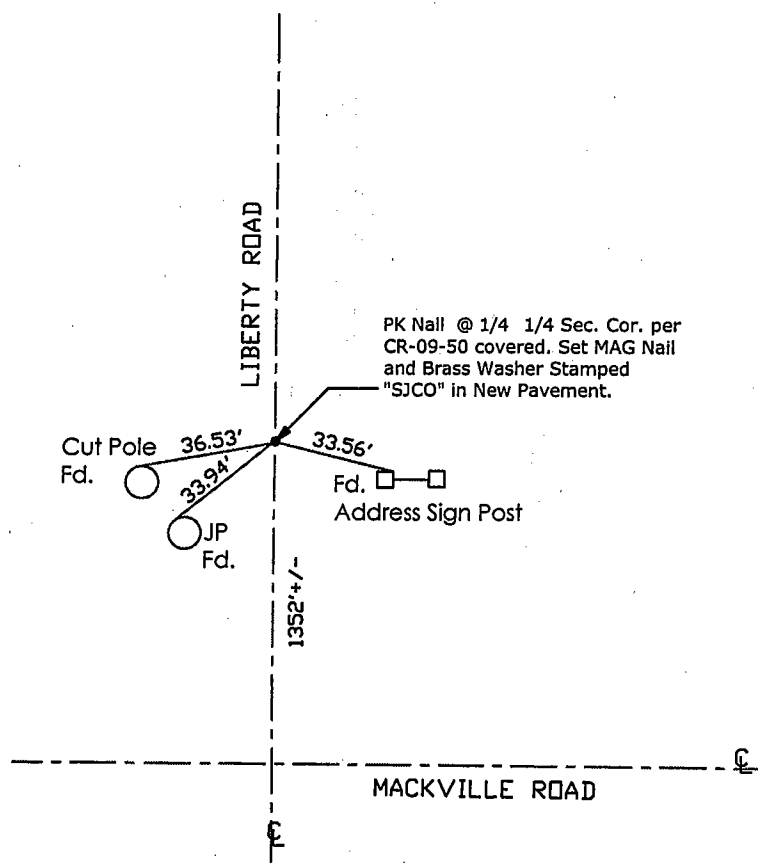 LIBERTY ROAD
PK Nail @ 1/4 1/4 Sec. Cor. per
CR-09-50 covered. Set MAG Nail
and Brass Washer Stamped
"SJCO" in New Pavement.
Cut Pole
Fd.
36.53'
33.94'
33.56'
Fd.
Address Sign Post
JP
Fd.
1352'+/-
℄
MACKVILLE ROAD
℄